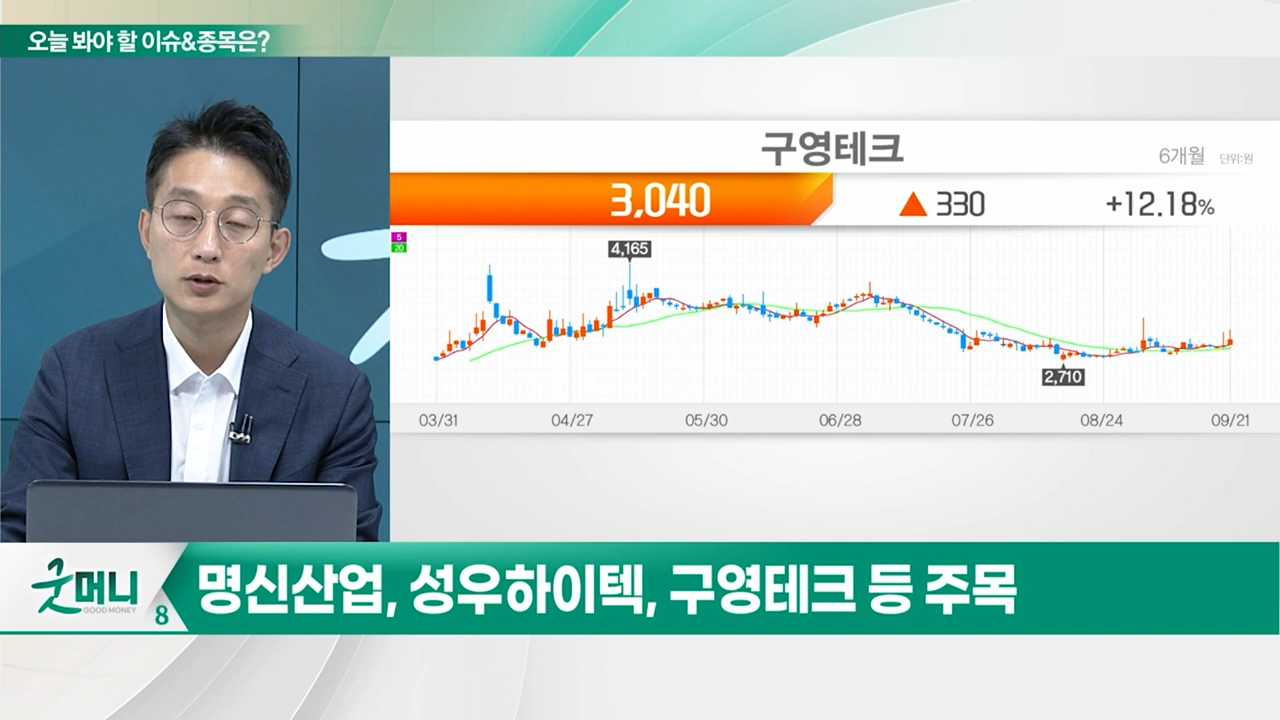 오늘 봐야 할 이슈&종목은?
구영테크
6개월 단위:원
3,040 ▲ 330 +12.18%
5
20
4,165
2,710
03/31 04/27 05/30 06/28 07/26 08/24 09/21
굿머니
GOOD MONEY
8
명신산업, 성우하이텍, 구영테크 등 주목